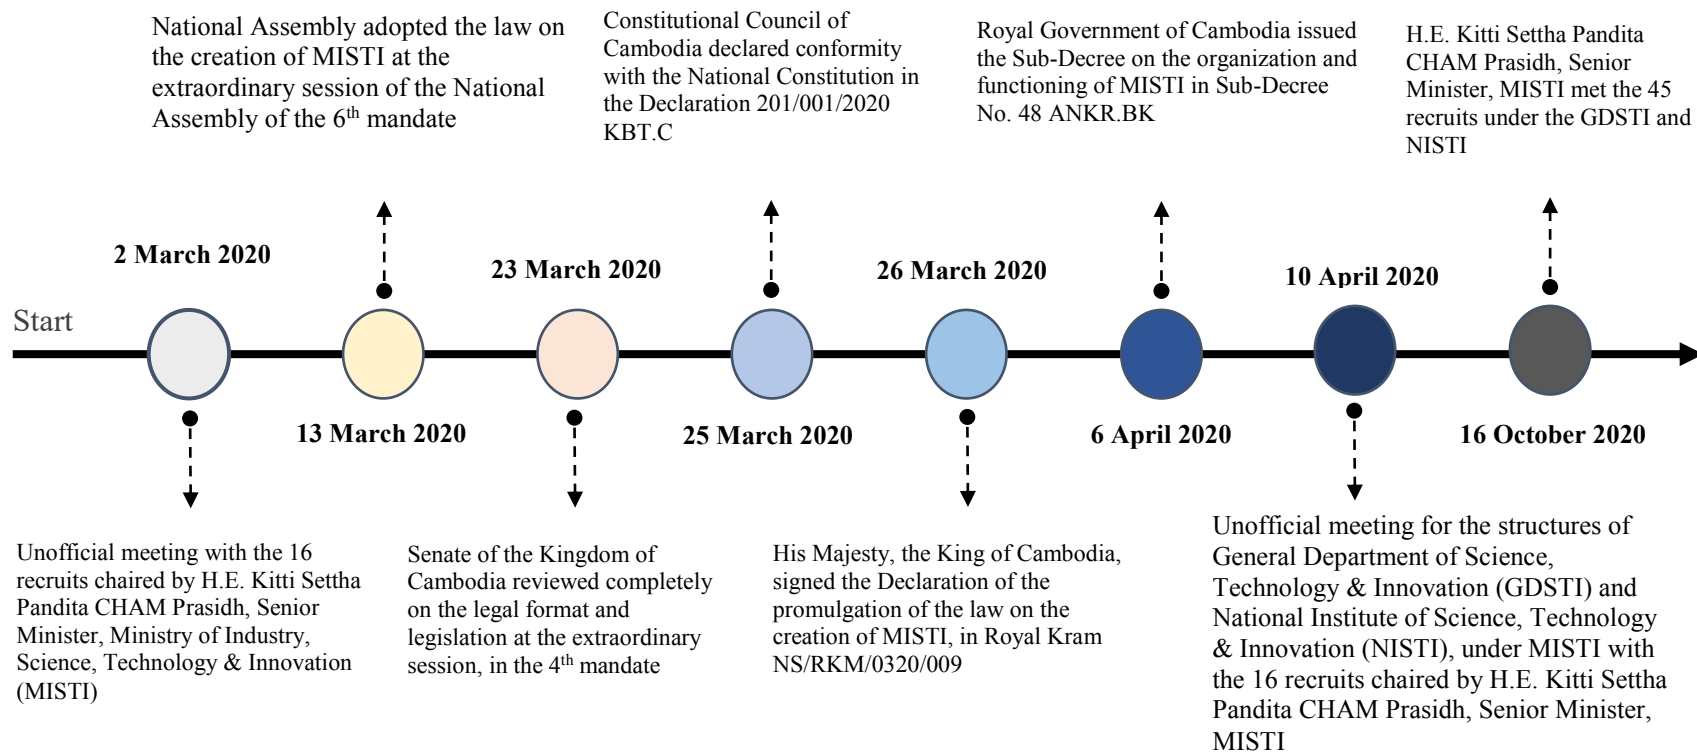 National Assembly adopted the law on
the creation of MISTI at the
extraordinary session of the National
Assembly of the 6th mandate
Constitutional Council of
Cambodia declared conformity
with the National Constitution in
the Declaration 201/001/2020
KBT.C
Royal Government of Cambodia issued
the Sub-Decree on the organization and
functioning of MISTI in Sub-Decree
No. 48 ANKR.BK
H.E. Kitti Settha Pandita
CHAM Prasidh, Senior
Minister, MISTI met the 45
recruits under the GDSTI and
NISTI
2 March 2020
23 March 2020
26 March 2020
10 April 2020
Start
13 March 2020
25 March 2020
6 April 2020
16 October 2020
Unofficial meeting with the 16
recruits chaired by H.E. Kitti Settha
Pandita CHAM Prasidh, Senior
Minister, Ministry of Industry,
Science, Technology & Innovation
(MISTI)
Senate of the Kingdom of
Cambodia reviewed completely
on the legal format and
legislation at the extraordinary
session, in the 4th mandate
His Majesty, the King of Cambodia,
signed the Declaration of the
promulgation of the law on the
creation of MISTI, in Royal Kram
NS/RKM/0320/009
Unofficial meeting for the structures of
General Department of Science,
Technology & Innovation (GDSTI) and
National Institute of Science, Technology
& Innovation (NISTI), under MISTI with
the 16 recruits chaired by H.E. Kitti Settha
Pandita CHAM Prasidh, Senior Minister,
MISTI